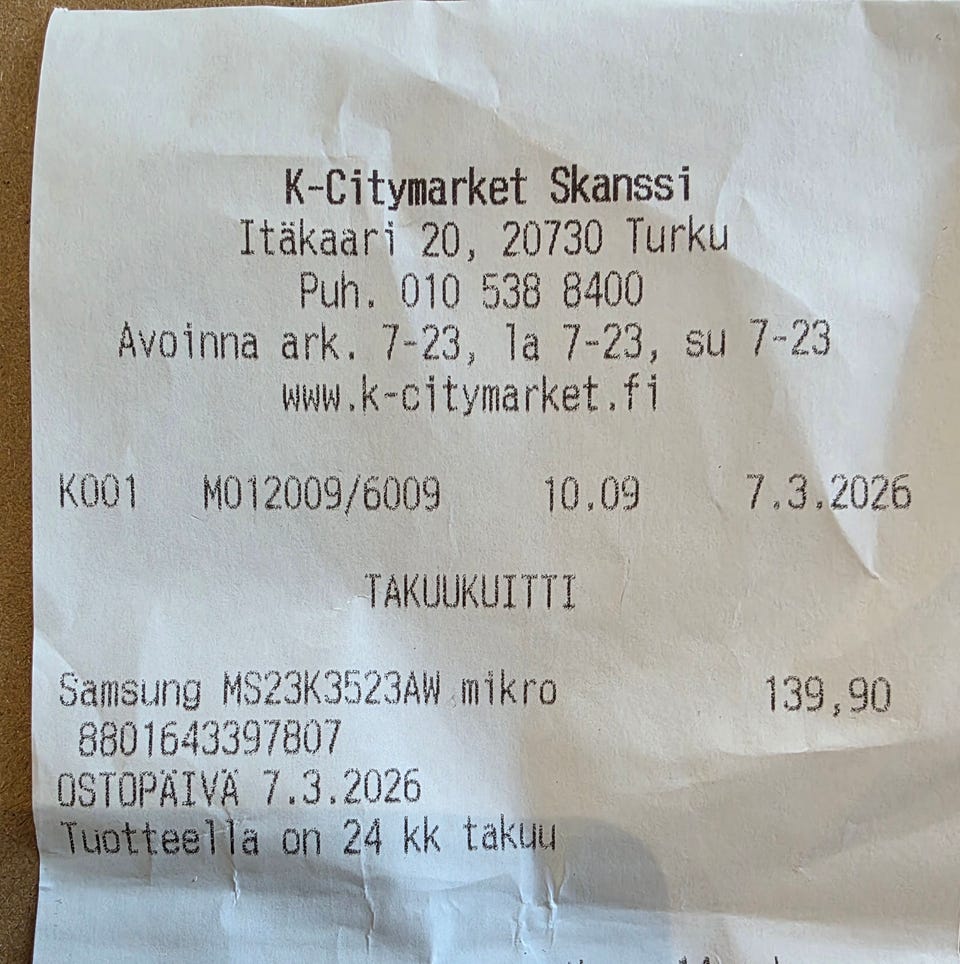 K-Citymarket Skanssi
Itäkaari 20, 20730 Turku
Puh. 010 538 8400
Avoinna ark. 7-23, la 7-23, su 7-23
www.k-citymarket.fi
K001 M012009/6009 10.09 7.3.2026
TAKUUKUITTI
Samsung MS23K3523AW mikro 139,90
8801643397807
OSTOPÄIVÄ 7.3.2026
Tuotteella on 24 kk takuu